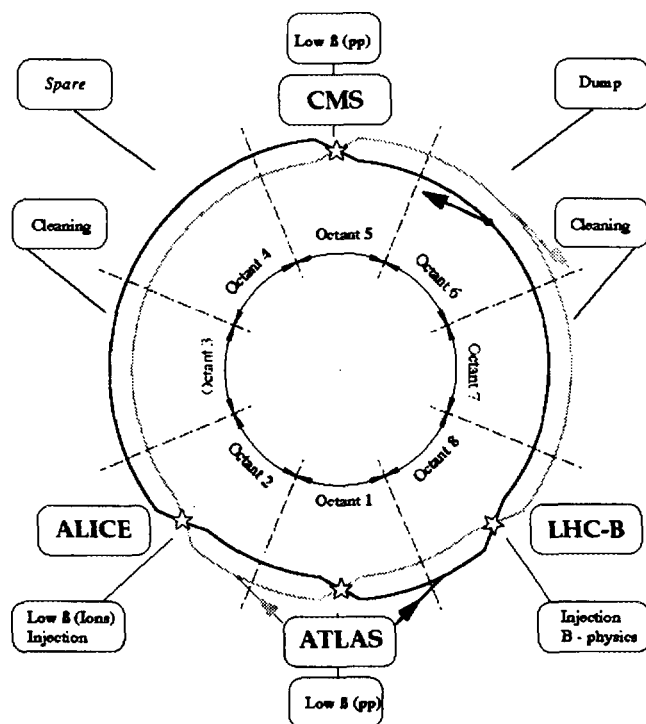 Low ß (pp)
CMS
Spare
Dump
Cleaning
Cleaning
Octant 5
Octant 4
Octant 6
Octant 3
Octant 7
Octant 2
Octant 8
Octant 1
ALICE
LHC-B
Low ß (Ions)
Injection
ATLAS
Injection
B - physics
Low ß (pp)